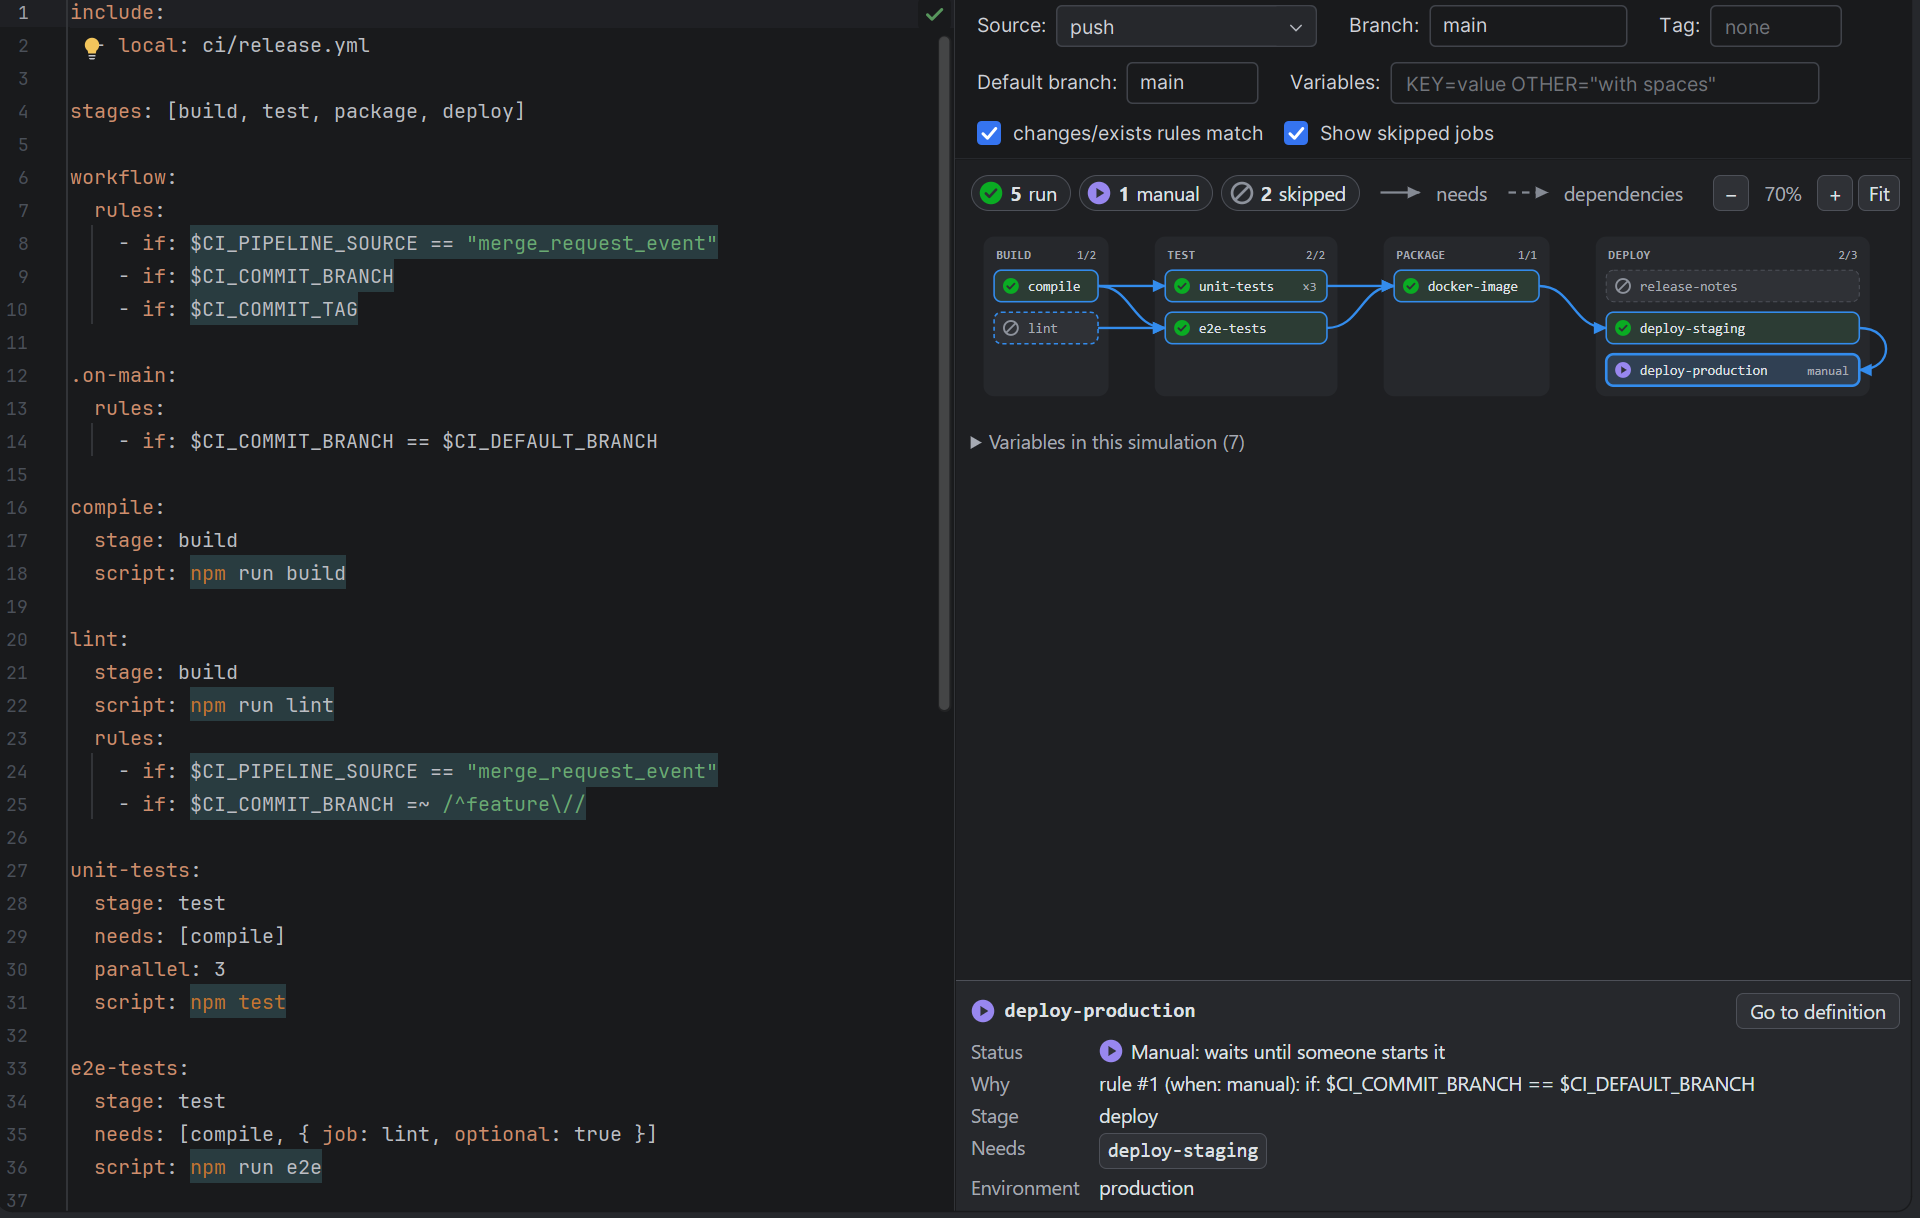 1 include:
2 - local: ci/release.yml
3
4 stages: [build, test, package, deploy]
5
6 workflow:
7 rules:
8 - if: $CI_PIPELINE_SOURCE == "merge_request_event"
9 - if: $CI_COMMIT_BRANCH
10 - if: $CI_COMMIT_TAG
11
12 .on-main:
13 rules:
14 - if: $CI_COMMIT_BRANCH == $CI_DEFAULT_BRANCH
15
16 compile:
17 stage: build
18 script: npm run build
19
20 lint:
21 stage: build
22 script: npm run lint
23 rules:
24 - if: $CI_PIPELINE_SOURCE == "merge_request_event"
25 - if: $CI_COMMIT_BRANCH =~ /^feature\//
26
27 unit-tests:
28 stage: test
29 needs: [compile]
30 parallel: 3
31 script: npm test
32
33 e2e-tests:
34 stage: test
35 needs: [compile, { job: lint, optional: true }]
36 script: npm run e2e
37
Source: push Branch: main Tag: none
Default branch: main Variables: KEY=value OTHER="with spaces"
changes/exists rules match Show skipped jobs
5 run 1 manual 2 skipped needs dependencies − 70% + Fit
BUILD 1/2 TEST 2/2 PACKAGE 1/1 DEPLOY 2/3
compile unit-tests x3 docker-image release-notes
lint e2e-tests deploy-staging
deploy-production manual
Variables in this simulation (7)
deploy-production Go to definition
Status Manual: waits until someone starts it
Why rule #1 (when: manual): if: $CI_COMMIT_BRANCH == $CI_DEFAULT_BRANCH
Stage deploy
Needs deploy-staging
Environment production